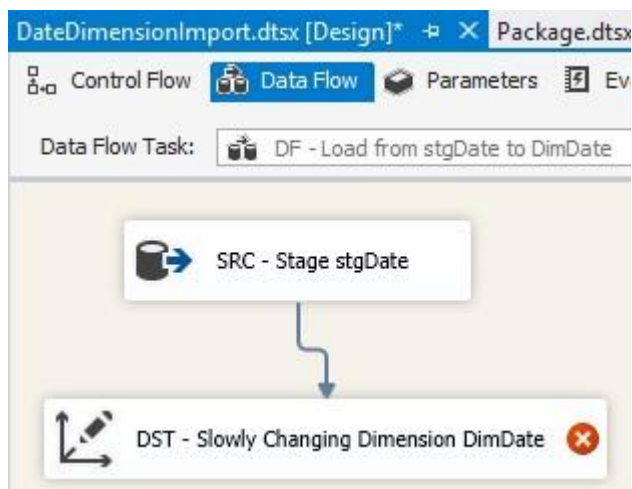 DateDimensionImport.dtsx [Design]* Package.dtsx
Control Flow Data Flow Parameters Ev
Data Flow Task: DF - Load from stgDate to DimDate
SRC - Stage stgDate
DST - Slowly Changing Dimension DimDate